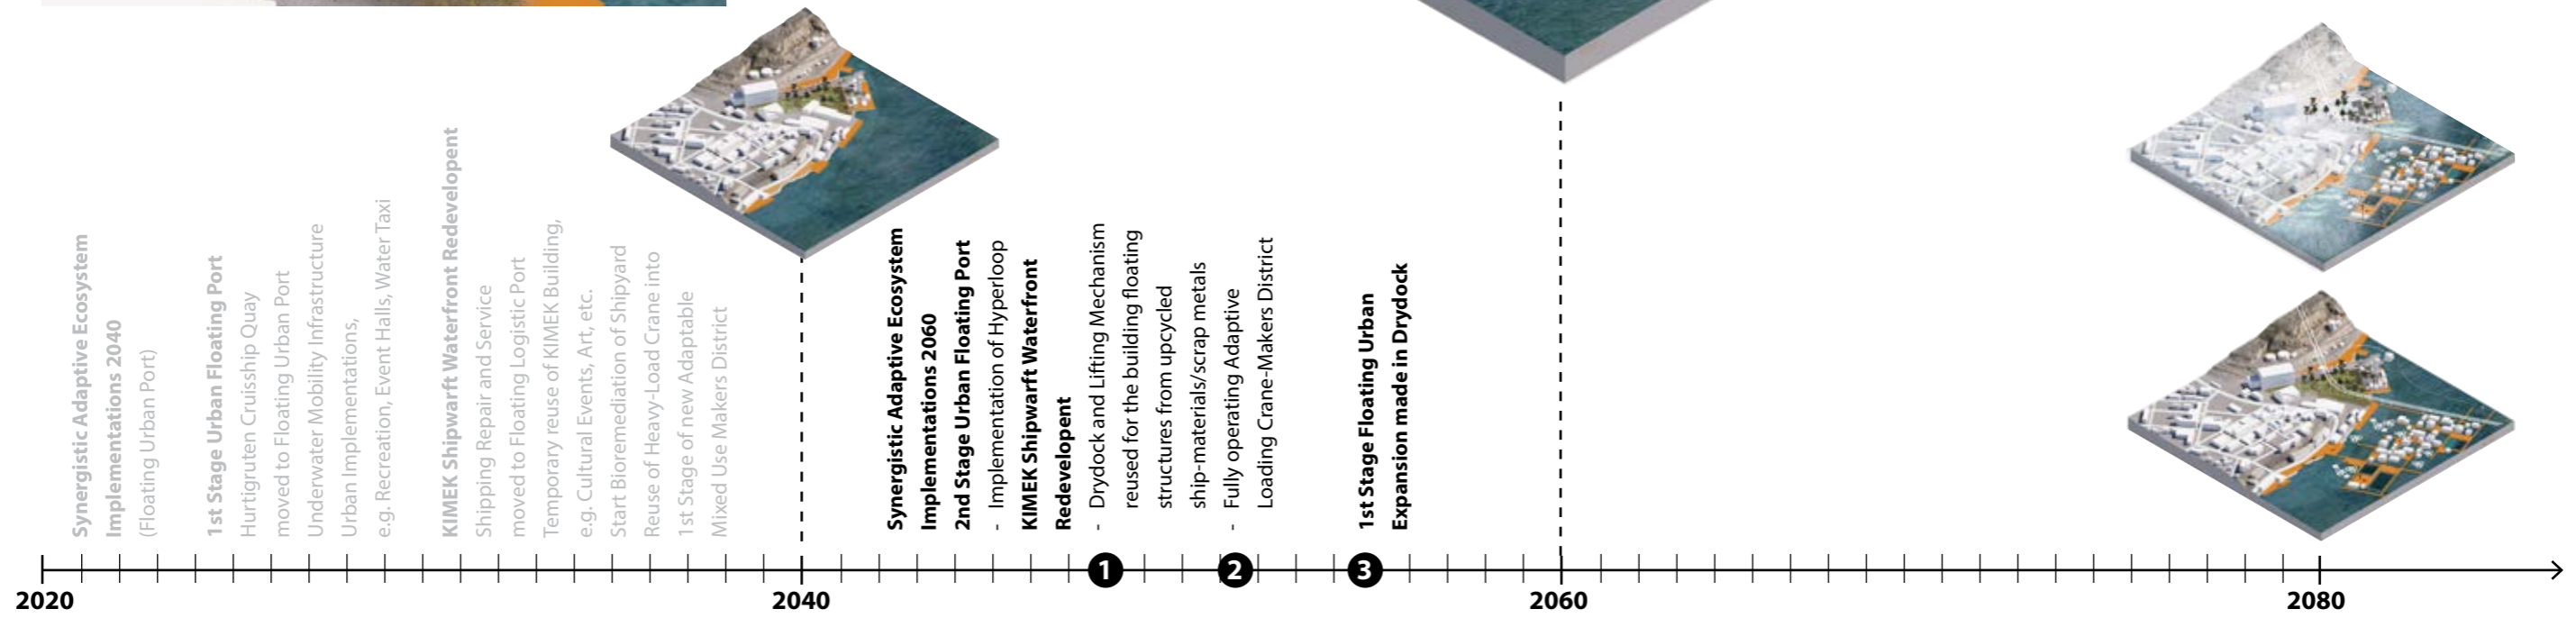 Synergistic Adaptive Ecosystem
Implementations 2040
(Floating Urban Port)
1st Stage Urban Floating Port
Hurtigruten Cruisship Quay
moved to Floating Urban Port
Underwater Mobility Infrastructure
Urban Implementations,
e.g. Recreation, Event Halls, Water Taxi
KIMEK Shipwarft Waterfront Redevelopent
Shipping Repair and Service
moved to Floating Logistic Port
Temporary reuse of KIMEK Building,
e.g. Cultural Events, Art, etc.
Start Bioremediation of Shipyard
Reuse of Heavy-Load Crane into
1st Stage of new Adaptable
Mixed Use Makers District
Synergistic Adaptive Ecosystem
Implementations 2060
2nd Stage Urban Floating Port
- Implementation of Hyperloop
KIMEK Shipwarft Waterfront
Redevelopent
- Drydock and Lifting Mechanism
reused for the building floating
structures from upcycled
ship-materials/scrap metals
- Fully operating Adaptive
Loading Crane-Makers District
1st Stage Floating Urban
Expansion made in Drydock
1
2
3
2020
2040
2060
2080